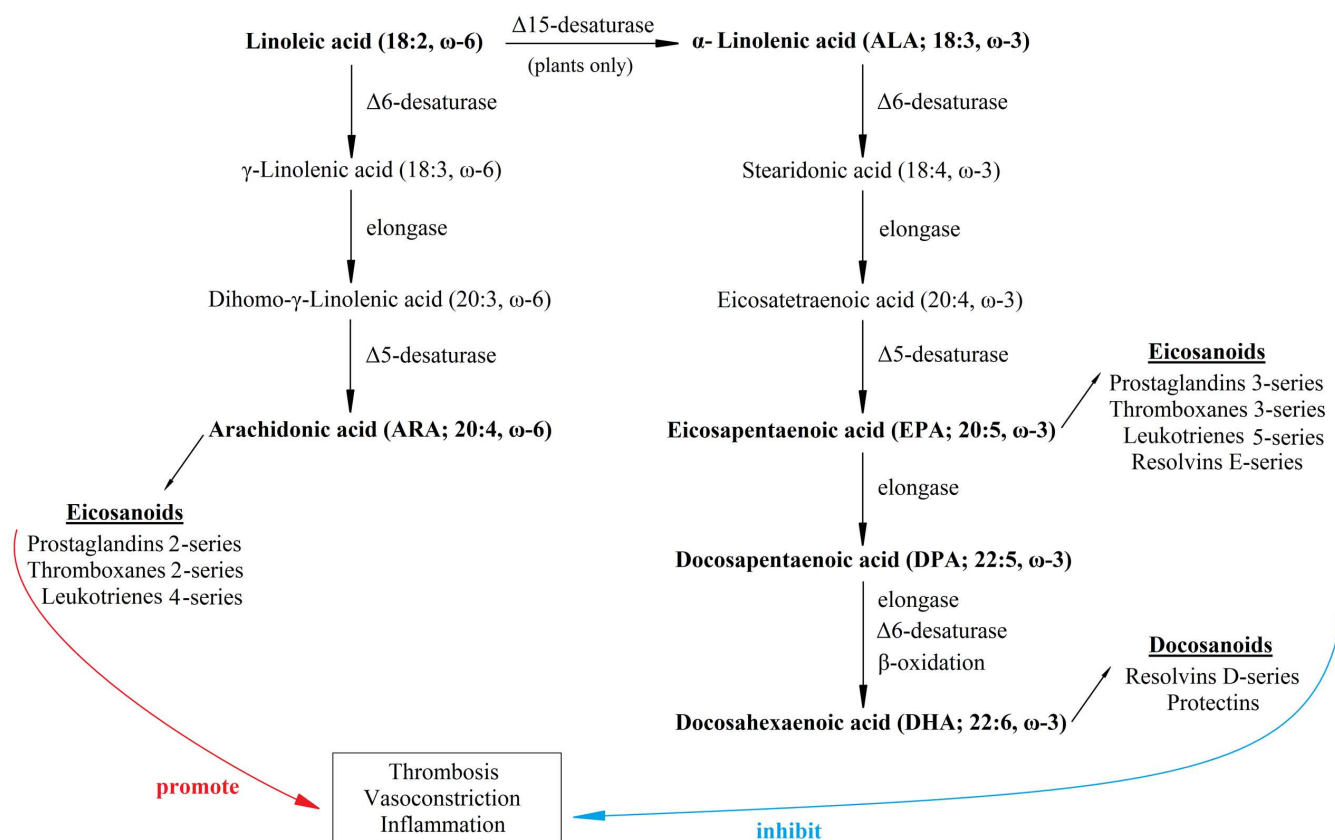 Linoleic acid (18:2, ω-6)
Δ15-desaturase
(plants only)
α- Linolenic acid (ALA; 18:3, ω-3)
Δ6-desaturase
Δ6-desaturase
γ-Linolenic acid (18:3, ω-6)
Stearidonic acid (18:4, ω-3)
elongase
elongase
Dihomo-γ-Linolenic acid (20:3, ω-6)
Eicosatetraenoic acid (20:4, ω-3)
Δ5-desaturase
Δ5-desaturase
Arachidonic acid (ARA; 20:4, ω-6)
Eicosapentaenoic acid (EPA; 20:5, ω-3)
Eicosanoids
Prostaglandins 3-series
Thromboxanes 3-series
Leukotrienes 5-series
Resolvins E-series
Eicosanoids
Prostaglandins 2-series
Thromboxanes 2-series
Leukotrienes 4-series
elongase
Docosapentaenoic acid (DPA; 22:5, ω-3)
elongase
Δ6-desaturase
β-oxidation
Docosahexaenoic acid (DHA; 22:6, ω-3)
Docosanoids
Resolvins D-series
Protectins
promote
Thrombosis
Vasoconstriction
Inflammation
inhibit